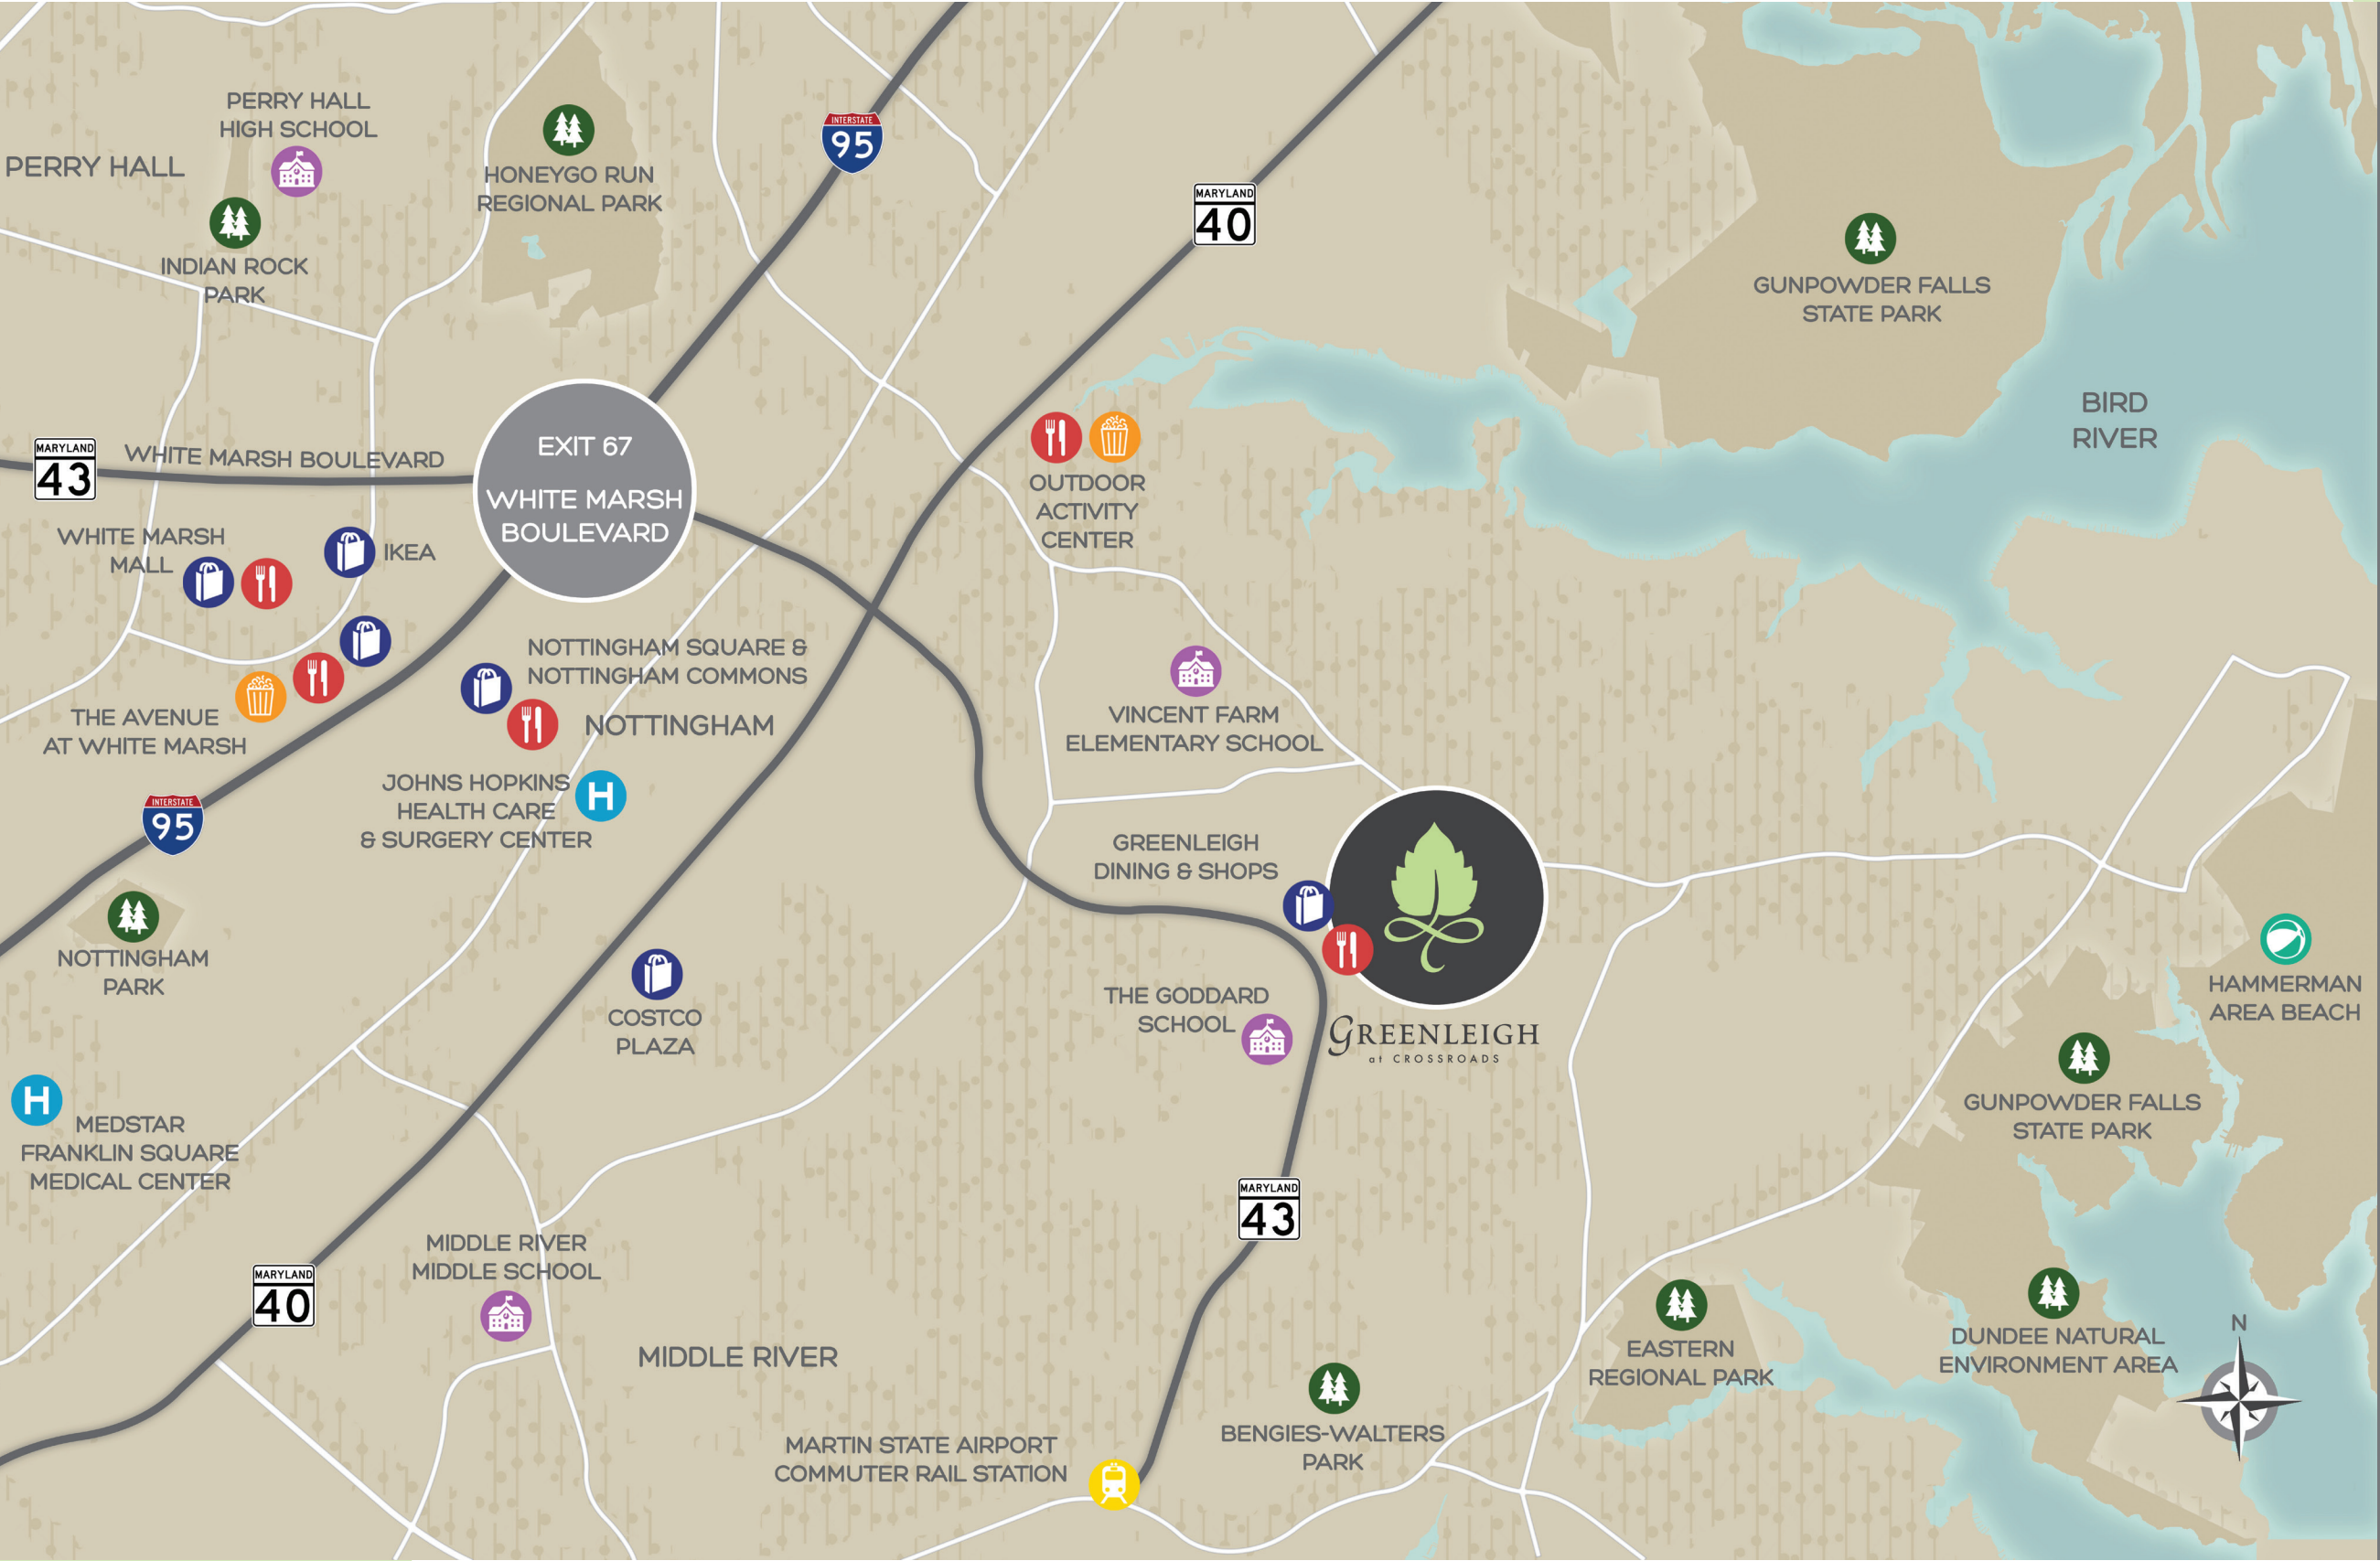 PERRY HALL
HIGH SCHOOL
PERRY HALL
INDIAN ROCK
PARK
HONEYGO RUN
REGIONAL PARK
INTERSTATE
95
MARYLAND
40
GUNPOWDER FALLS
STATE PARK
BIRD
RIVER
MARYLAND
43
WHITE MARSH BOULEVARD
EXIT 67
WHITE MARSH
BOULEVARD
OUTDOOR
ACTIVITY
CENTER
WHITE MARSH
MALL
IKEA
THE AVENUE
AT WHITE MARSH
NOTTINGHAM SQUARE &
NOTTINGHAM COMMONS
NOTTINGHAM
VINCENT FARM
ELEMENTARY SCHOOL
JOHNS HOPKINS
HEALTH CARE
& SURGERY CENTER
H
INTERSTATE
95
GREENLEIGH
DINING & SHOPS
NOTTINGHAM
PARK
COSTCO
PLAZA
THE GODDARD
SCHOOL
GREENLEIGH
at CROSSROADS
HAMMERMAN
AREA BEACH
H
MEDSTAR
FRANKLIN SQUARE
MEDICAL CENTER
GUNPOWDER FALLS
STATE PARK
MARYLAND
43
MIDDLE RIVER
MIDDLE SCHOOL
MARYLAND
40
MIDDLE RIVER
EASTERN
REGIONAL PARK
DUNDEE NATURAL
ENVIRONMENT AREA
N
BENGIES-WALTERS
PARK
MARTIN STATE AIRPORT
COMMUTER RAIL STATION